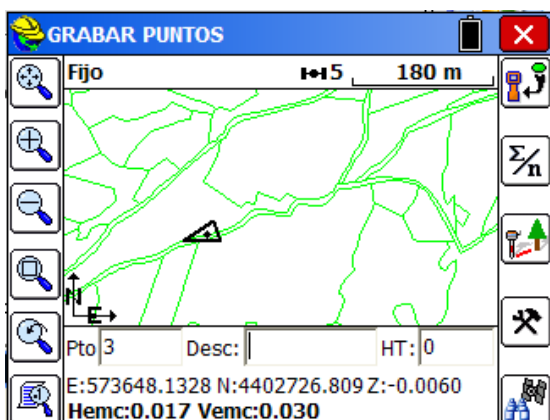 GRABAR PUNTOS
Fijo 5 180 m
Σ/n
N
E
Pto 3 Desc: HT: 0
E:573648.1328 N:4402726.809 Z:-0.0060
Hemc:0.017 Vemc:0.030